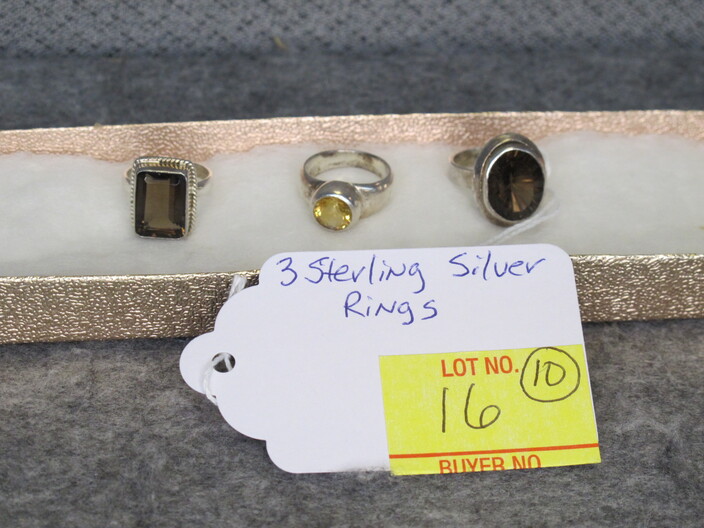 3 Sterling Silver
Rings
LOT NO. 10
16
BUYER NO